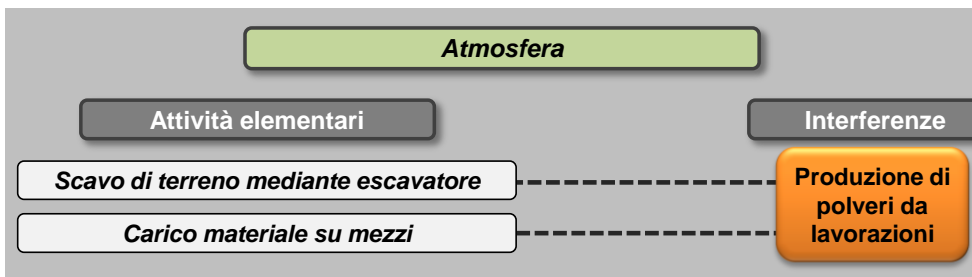 Atmosfera
Attività elementari
Interferenze
Scavo di terreno mediante escavatore
Carico materiale su mezzi
Produzione di
polveri da
lavorazioni